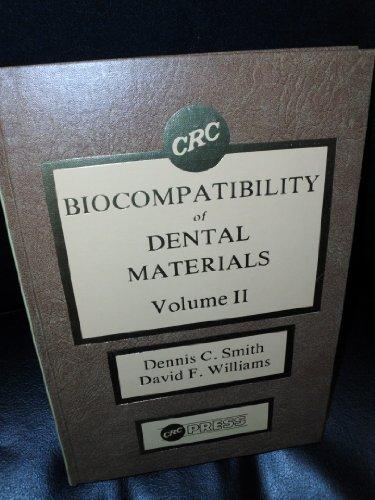 CRC
BIOCOMPATIBILITY
of
DENTAL
MATERIALS
Volume II
Dennis C. Smith
David F. Williams
CRC PRESS